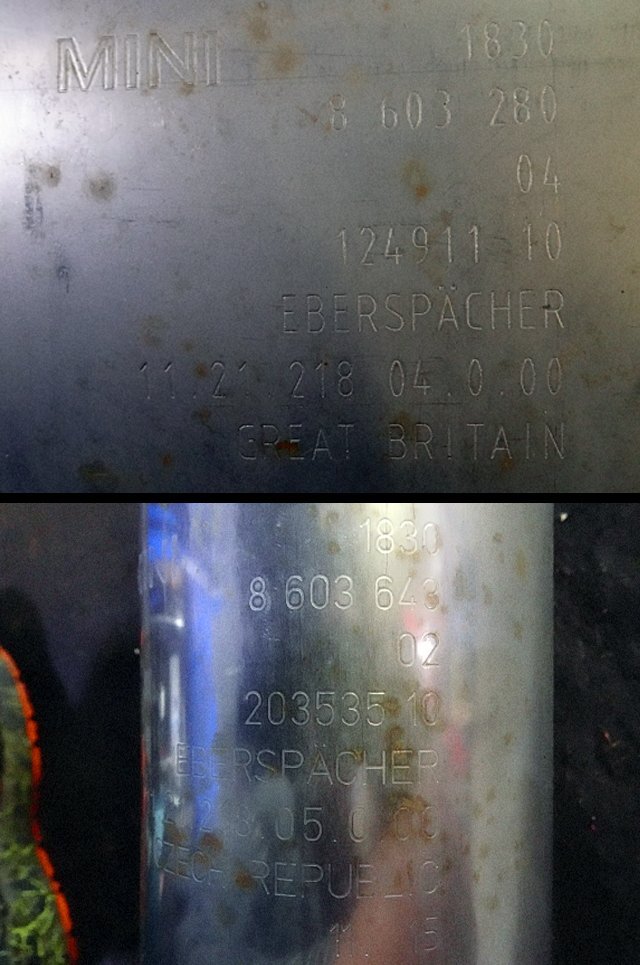 MINI 1830
8 603 280
04
124911 10
EBERSPÄCHER
11.21.218 04.0.00
GREAT BRITAIN
1830
8 603 643
02
203535 10
EBERSPÄCHER
CZECH REPUBLIC